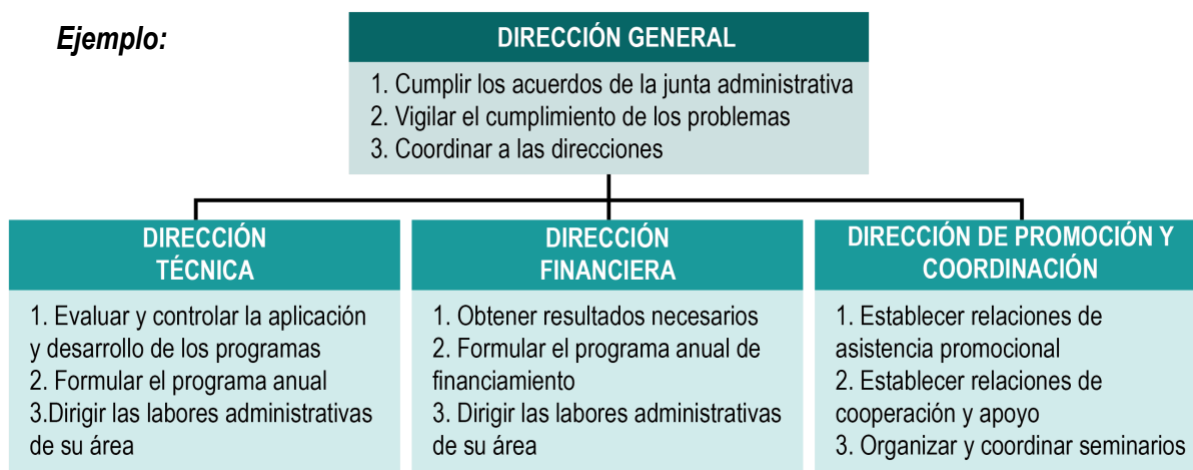 Ejemplo:
DIRECCIÓN GENERAL
1. Cumplir los acuerdos de la junta administrativa
2. Vigilar el cumplimiento de los problemas
3. Coordinar a las direcciones
DIRECCIÓN
TÉCNICA
1. Evaluar y controlar la aplicación
y desarrollo de los programas
2. Formular el programa anual
3.Dirigir las labores administrativas
de su área
DIRECCIÓN
FINANCIERA
1. Obtener resultados necesarios
2. Formular el programa anual de
financiamiento
3. Dirigir las labores administrativas
de su área
DIRECCIÓN DE PROMOCIÓN Y
COORDINACIÓN
1. Establecer relaciones de
asistencia promocional
2. Establecer relaciones de
cooperación y apoyo
3. Organizar y coordinar seminarios